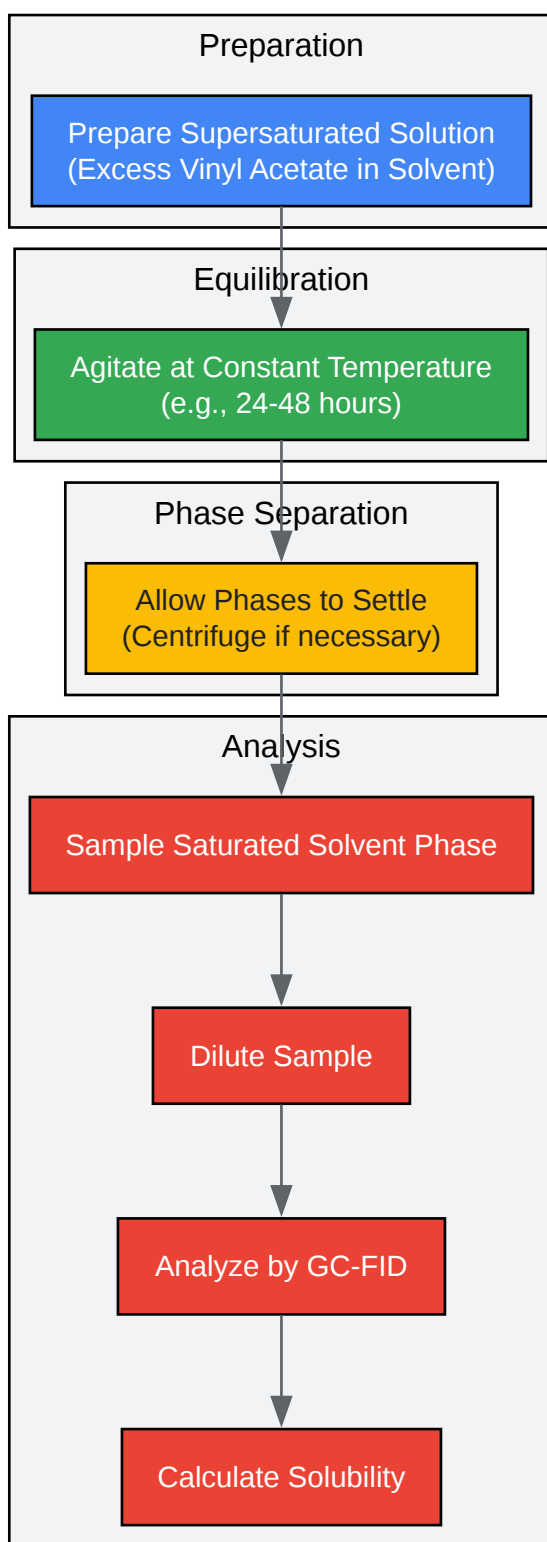 Preparation
Prepare Supersaturated Solution
(Excess Vinyl Acetate in Solvent)
Equilibration
Agitate at Constant Temperature
(e.g., 24-48 hours)
Phase Separation
Allow Phases to Settle
(Centrifuge if necessary)
Analysis
Sample Saturated Solvent Phase
Dilute Sample
Analyze by GC-FID
Calculate Solubility